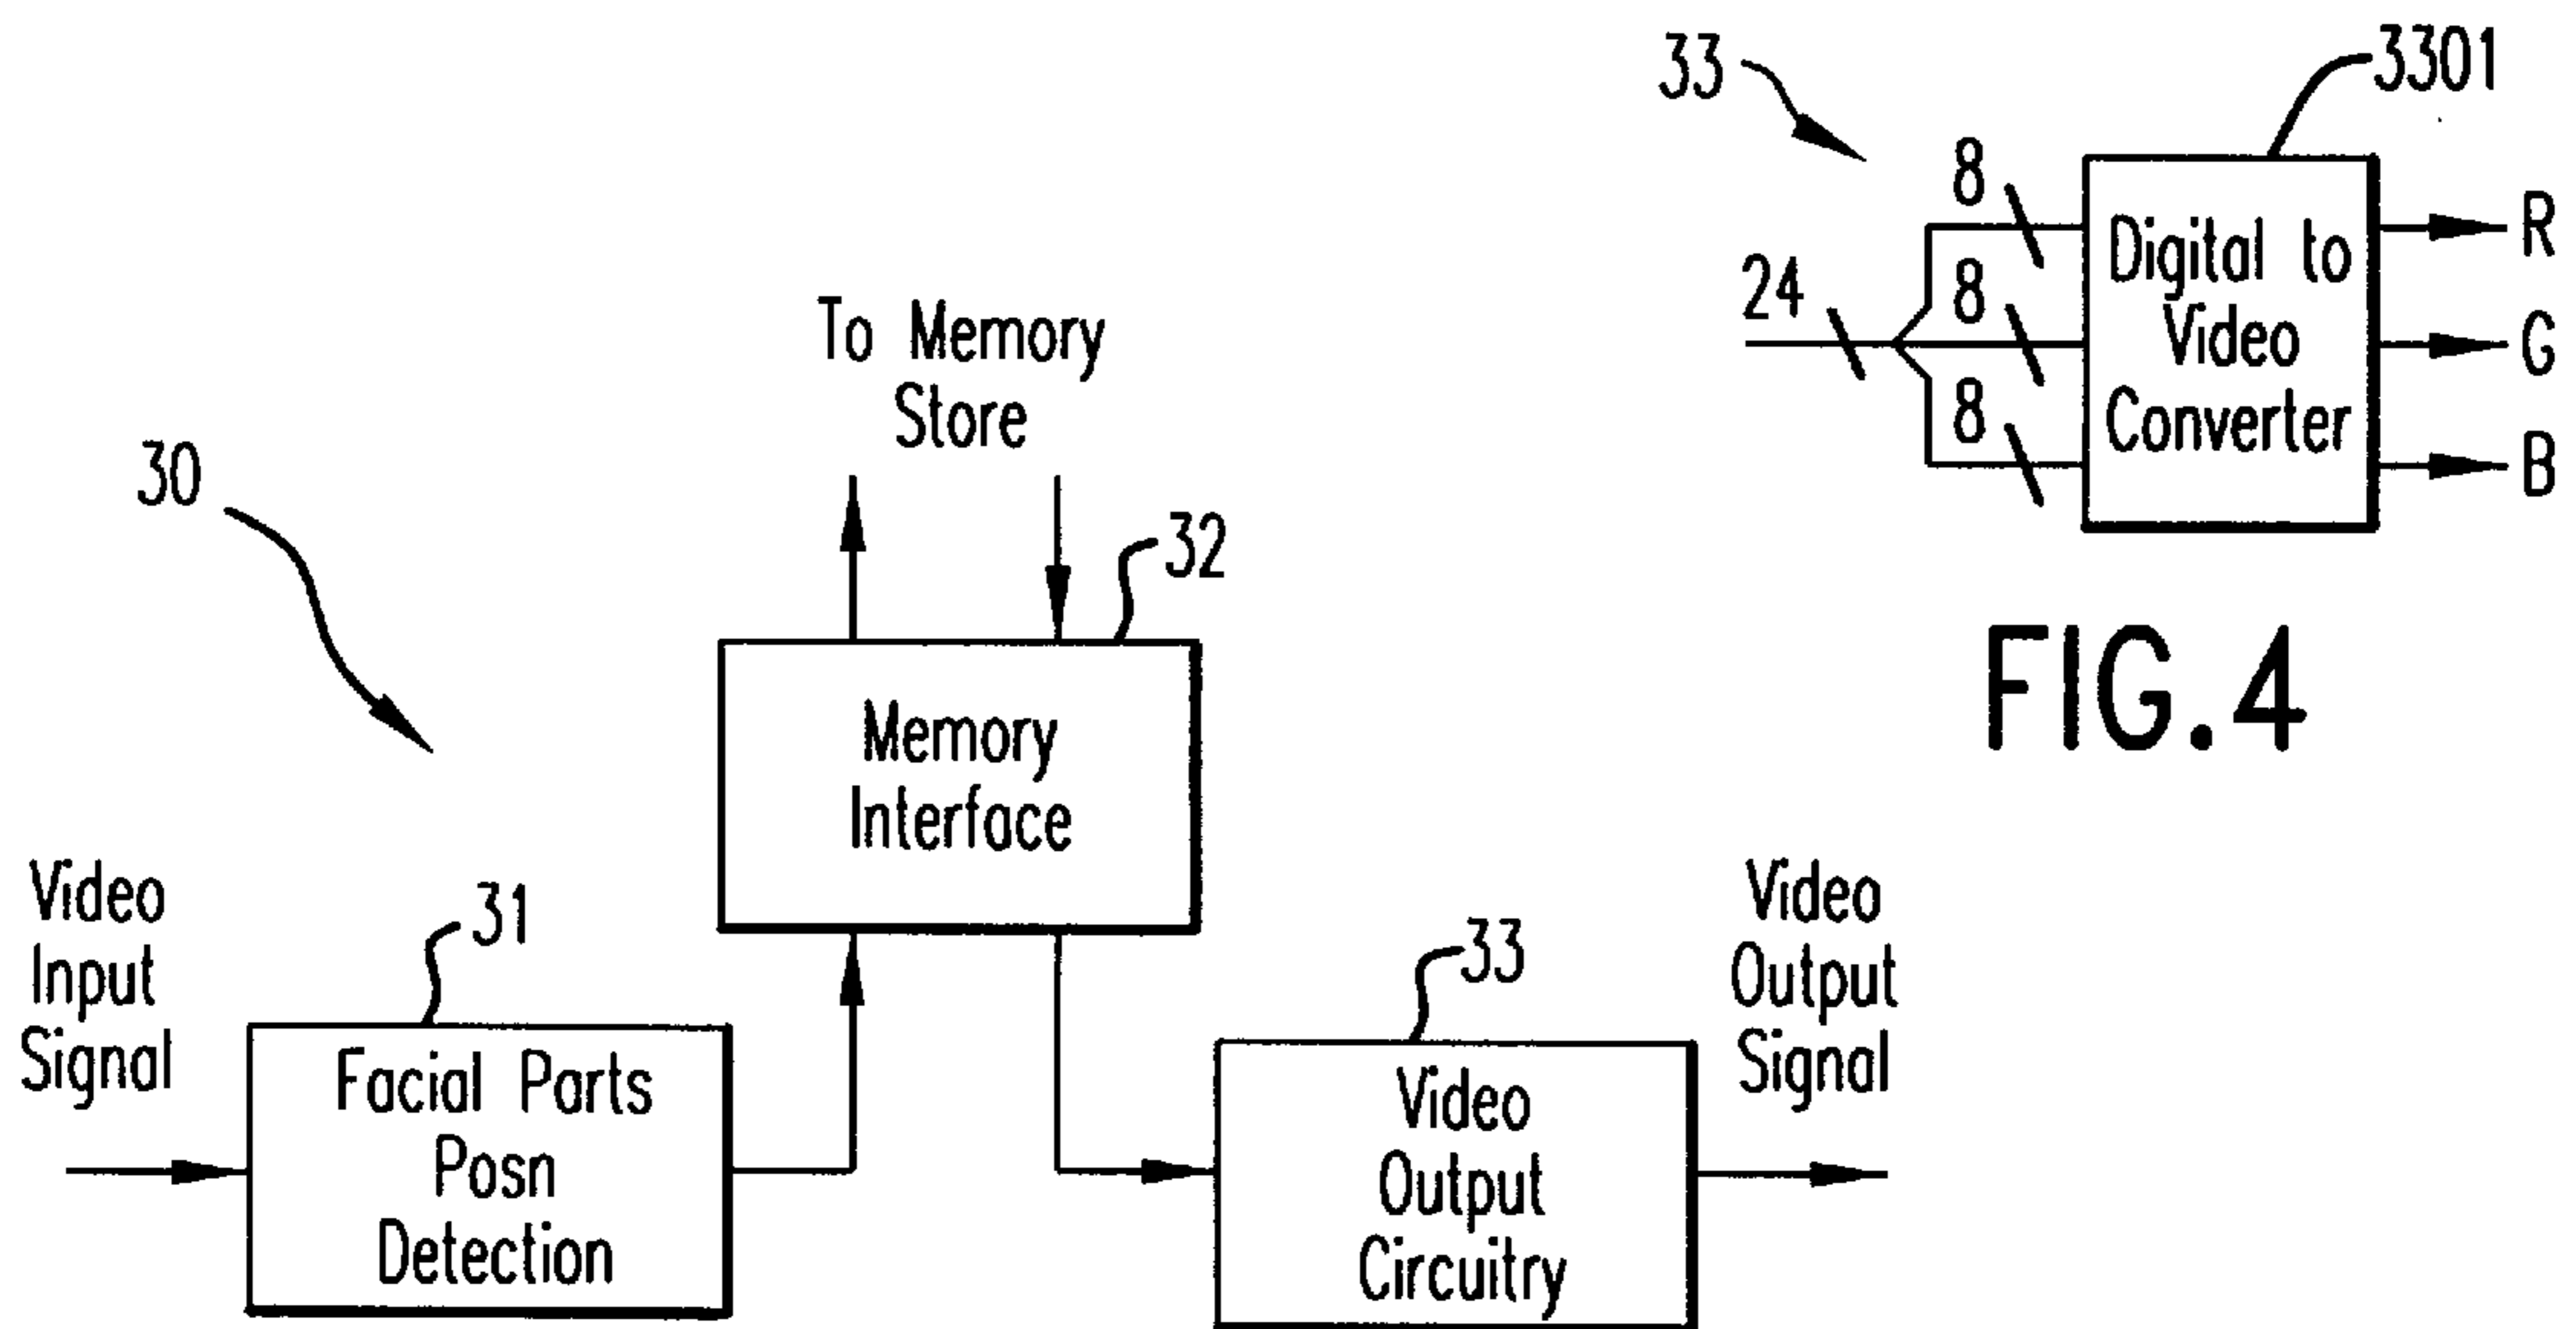 33
3301
8
24
8
8
Digital to
Video
Converter
R
G
B
FIG.4
30
To Memory
Store
32
Memory
Interface
Video
Input
Signal
31
Facial Parts
Posn
Detection
33
Video
Output
Circuitry
Video
Output
Signal